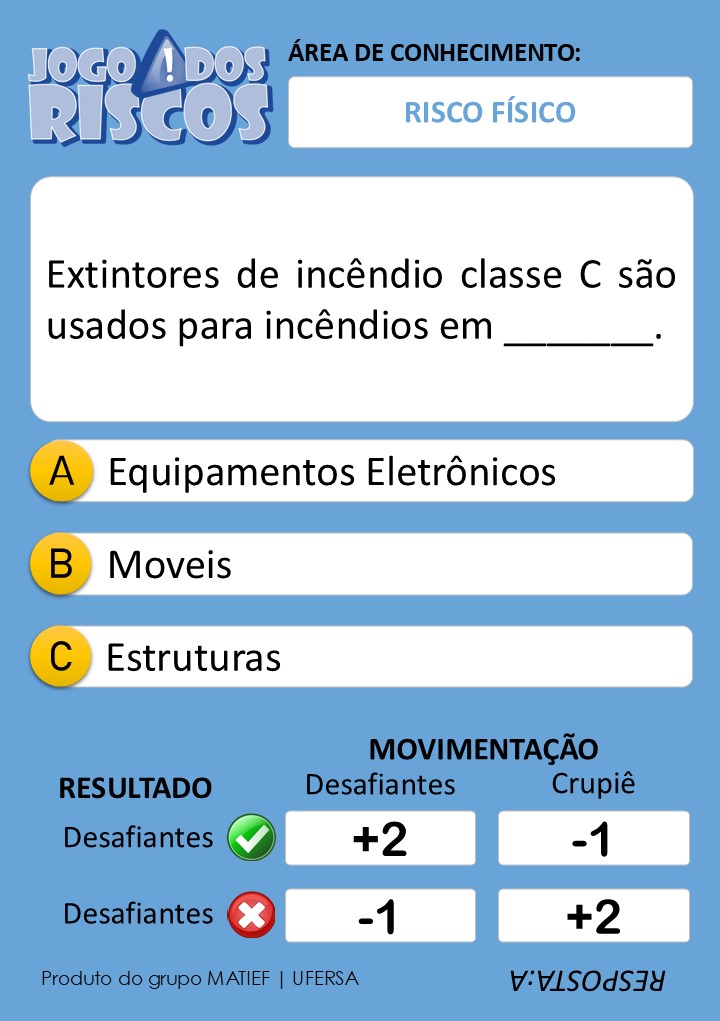 JOGO DOS
RISCOS
ÁREA DE CONHECIMENTO:
RISCO FÍSICO
Extintores de incêndio classe C são
usados para incêndios em _______.
A Equipamentos Eletrônicos
B Moveis
C Estruturas
MOVIMENTAÇÃO
RESULTADO Desafiantes Crupiê
Desafiantes +2 -1
Desafiantes -1 +2
Produto do grupo MATIEF | UFERSA RESPOSTA:A